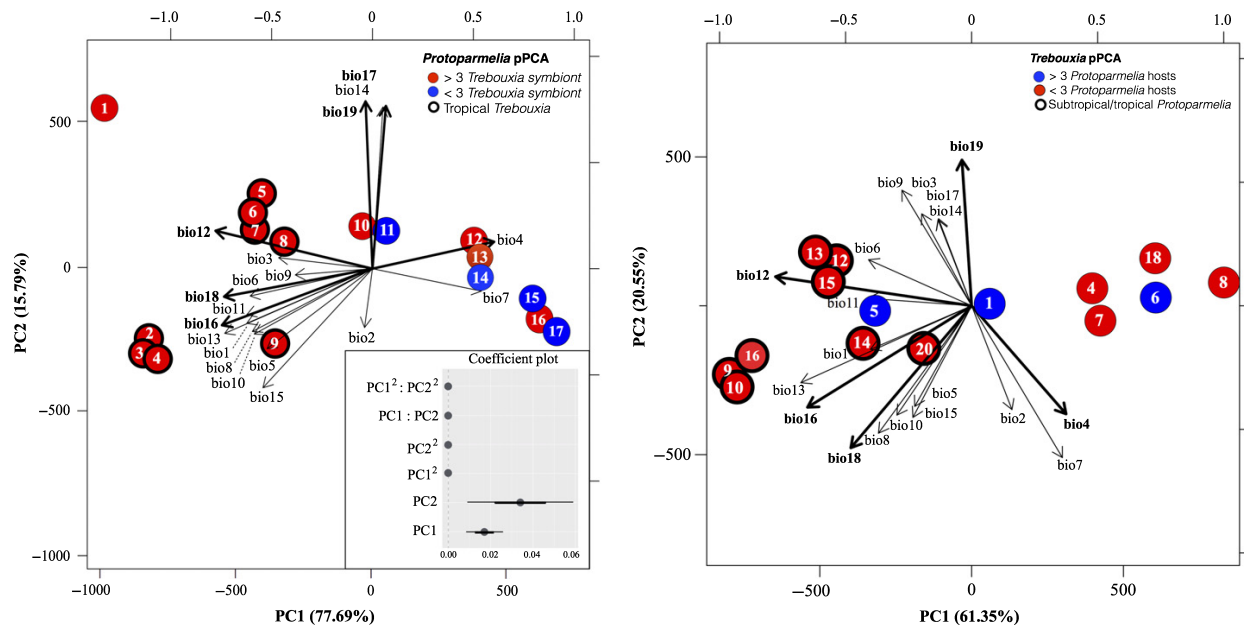 −1.0 −0.5 0 0.5 1.0
Protoparmelia pPCA
> 3 Trebouxia symbiont
< 3 Trebouxia symbiont
Tropical Trebouxia
bio17
bio14
bio19
1
500
5
6
7
8
10
11
12
bio4
13
14
bio12
bio3
0
bio6
bio9
bio18
bio11
bio16
bio13
bio1
bio8
bio10
bio5
bio15
bio2
bio7
15
16
17
2
3
4
9
−500
−1000
PC2 (15.79%)
Coefficient plot
PC1² : PC2²
PC1 : PC2
PC2²
PC1²
PC2
PC1
0.00 0.02 0.04 0.06
−1000 −500 0 500
PC1 (77.69%)
−1.0 −0.5 0 0.5 1.0
Trebouxia pPCA
> 3 Protoparmelia hosts
< 3 Protoparmelia hosts
Subtropical/tropical Protoparmelia
bio19
500
bio9
bio3
bio17
bio14
bio6
13
12
15
bio12
bio11
5
1
18
4
6
8
7
14
20
16
9
10
bio1
bio13
bio16
bio5
bio15
bio10
bio8
bio18
bio2
bio4
bio7
−500
PC2 (20.55%)
−500 0 500
PC1 (61.35%)